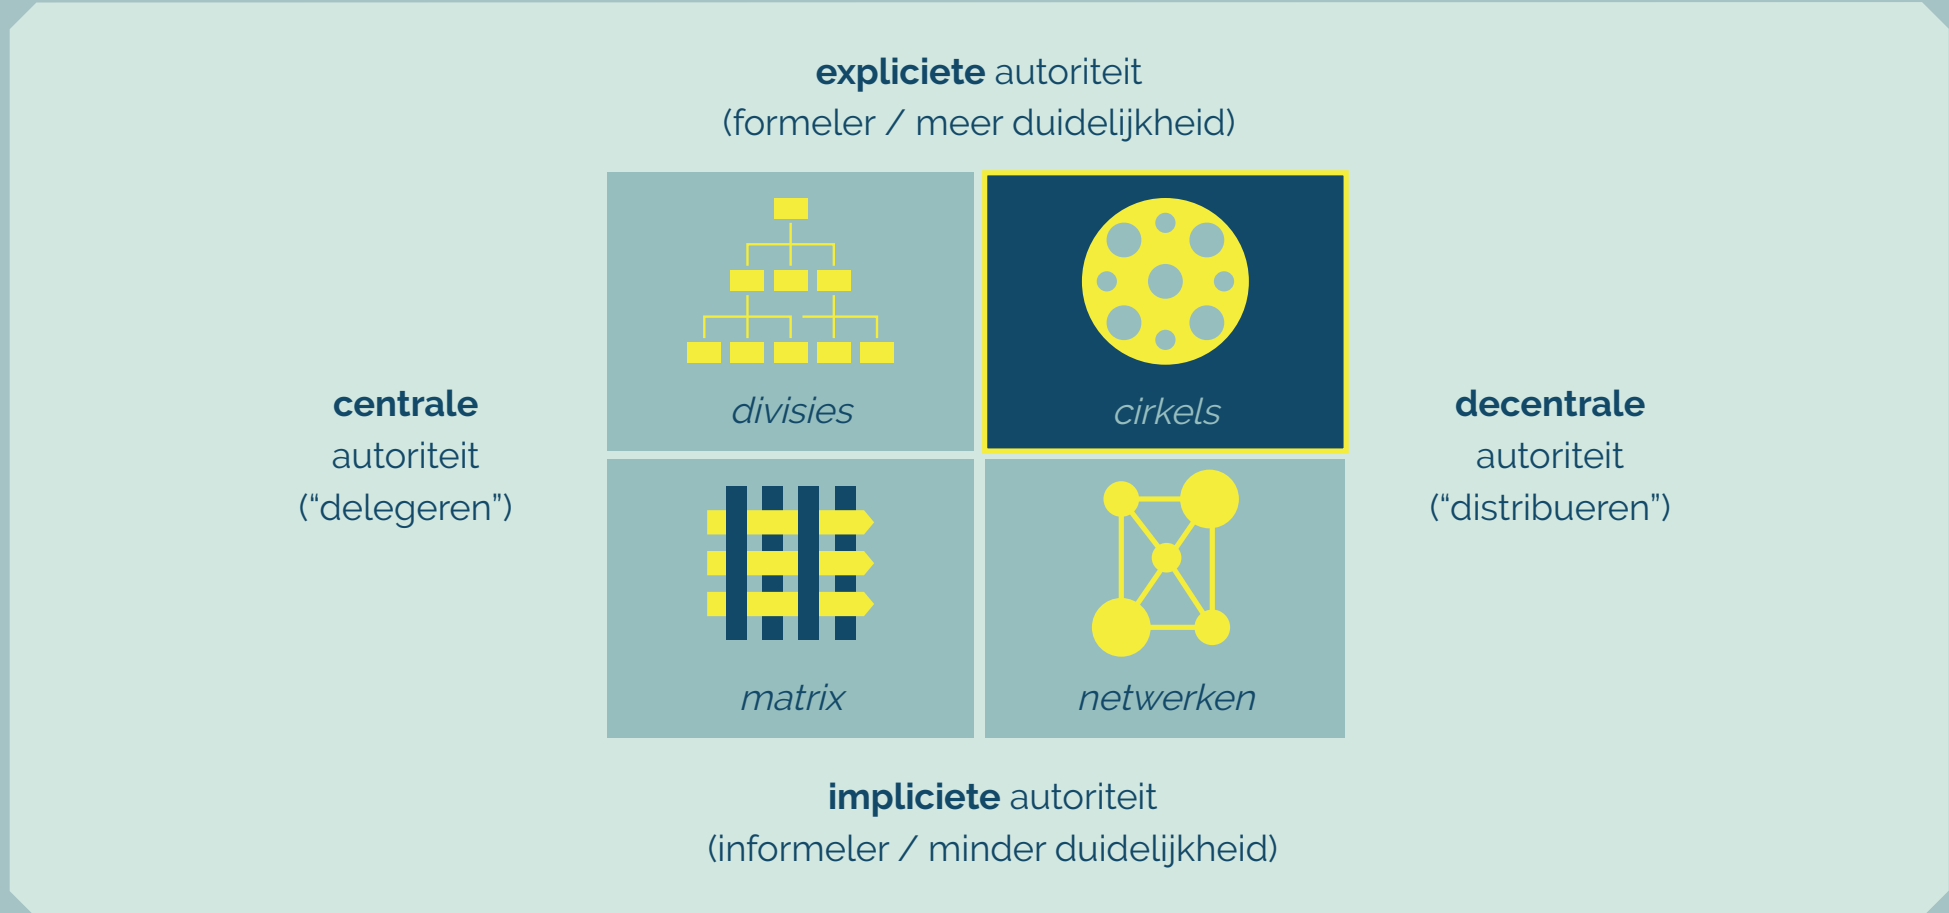 expliciete autoriteit
(formeler / meer duidelijkheid)
divisies
cirkels
centrale
autoriteit
(“delegeren”)
decentrale
autoriteit
(“distribueren”)
matrix
netwerken
impliciete autoriteit
(informeler / minder duidelijkheid)